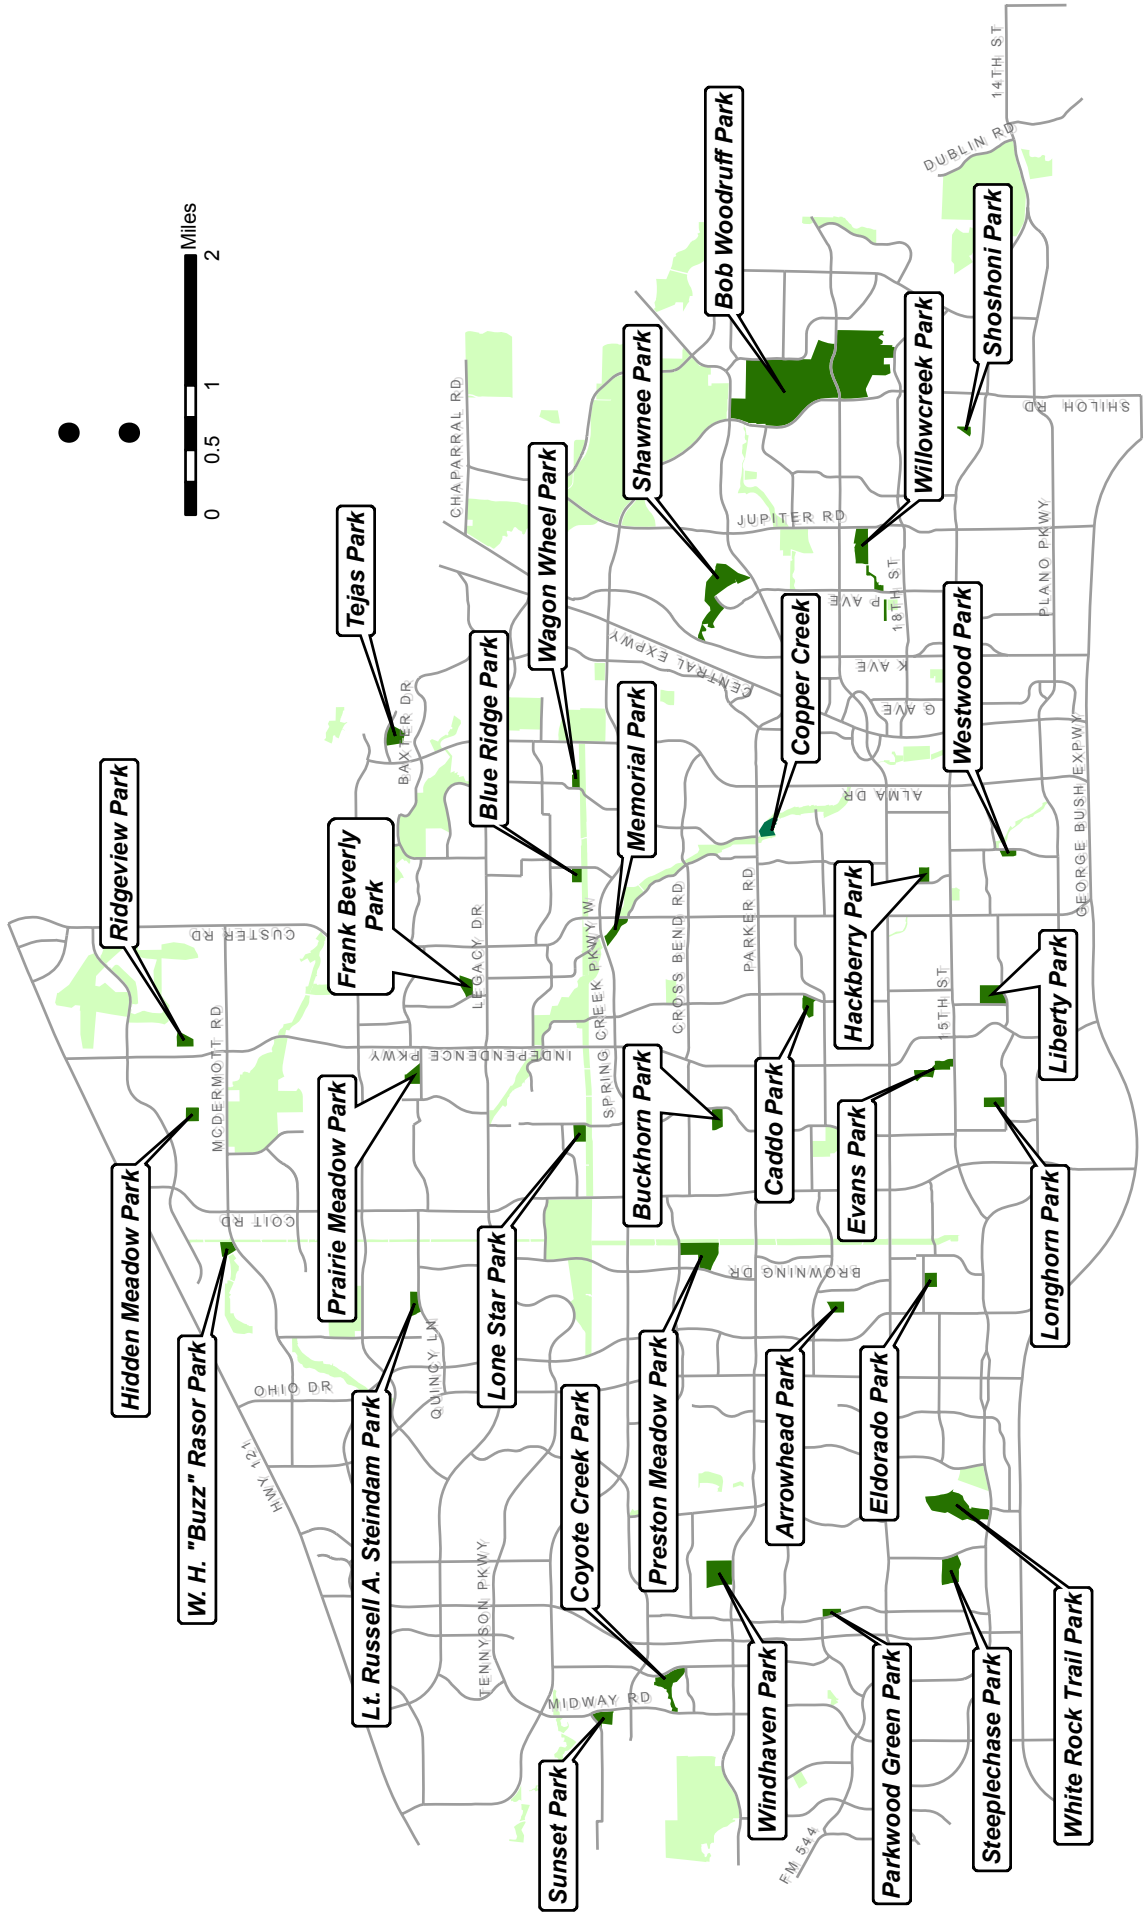 Miles
0 0.5 1 2
Ridgeview Park
Hidden Meadow Park
W. H. "Buzz" Rasor Park
Tejas Park
Frank Beverly
Park
Prairie Meadow Park
Lt. Russell A. Steindam Park
Blue Ridge Park
Wagon Wheel Park
Memorial Park
Lone Star Park
Coyote Creek Park
Sunset Park
Shawnee Park
Bob Woodruff Park
Copper Creek
Buckhorn Park
Preston Meadow Park
Windhaven Park
Willowcreek Park
Shoshoni Park
Westwood Park
Hackberry Park
Caddo Park
Evans Park
Arrowhead Park
Eldorado Park
Parkwood Green Park
Liberty Park
Longhorn Park
Steeplechase Park
White Rock Trail Park
14TH ST
DUBLIN RD
SHILOH RD
CHAPARRAL RD
JUPITER RD
P AVE
18TH ST
PLANO PKWY
K AVE
G AVE
CENTRAL EXPWY
BAXTER DR
ALMA DR
GEORGE BUSH EXPWY
CUSTER RD
LEGACY DR
SPRING CREEK PKWY W
CROSS BEND RD
PARKER RD
15TH ST
MCDERMOTT RD
INDEPENDENCE PKWY
COIT RD
BROWNING DR
OHIO DR
QUINCY LN
HWY 121
TENNYSON PKWY
MIDWAY RD
FM 544